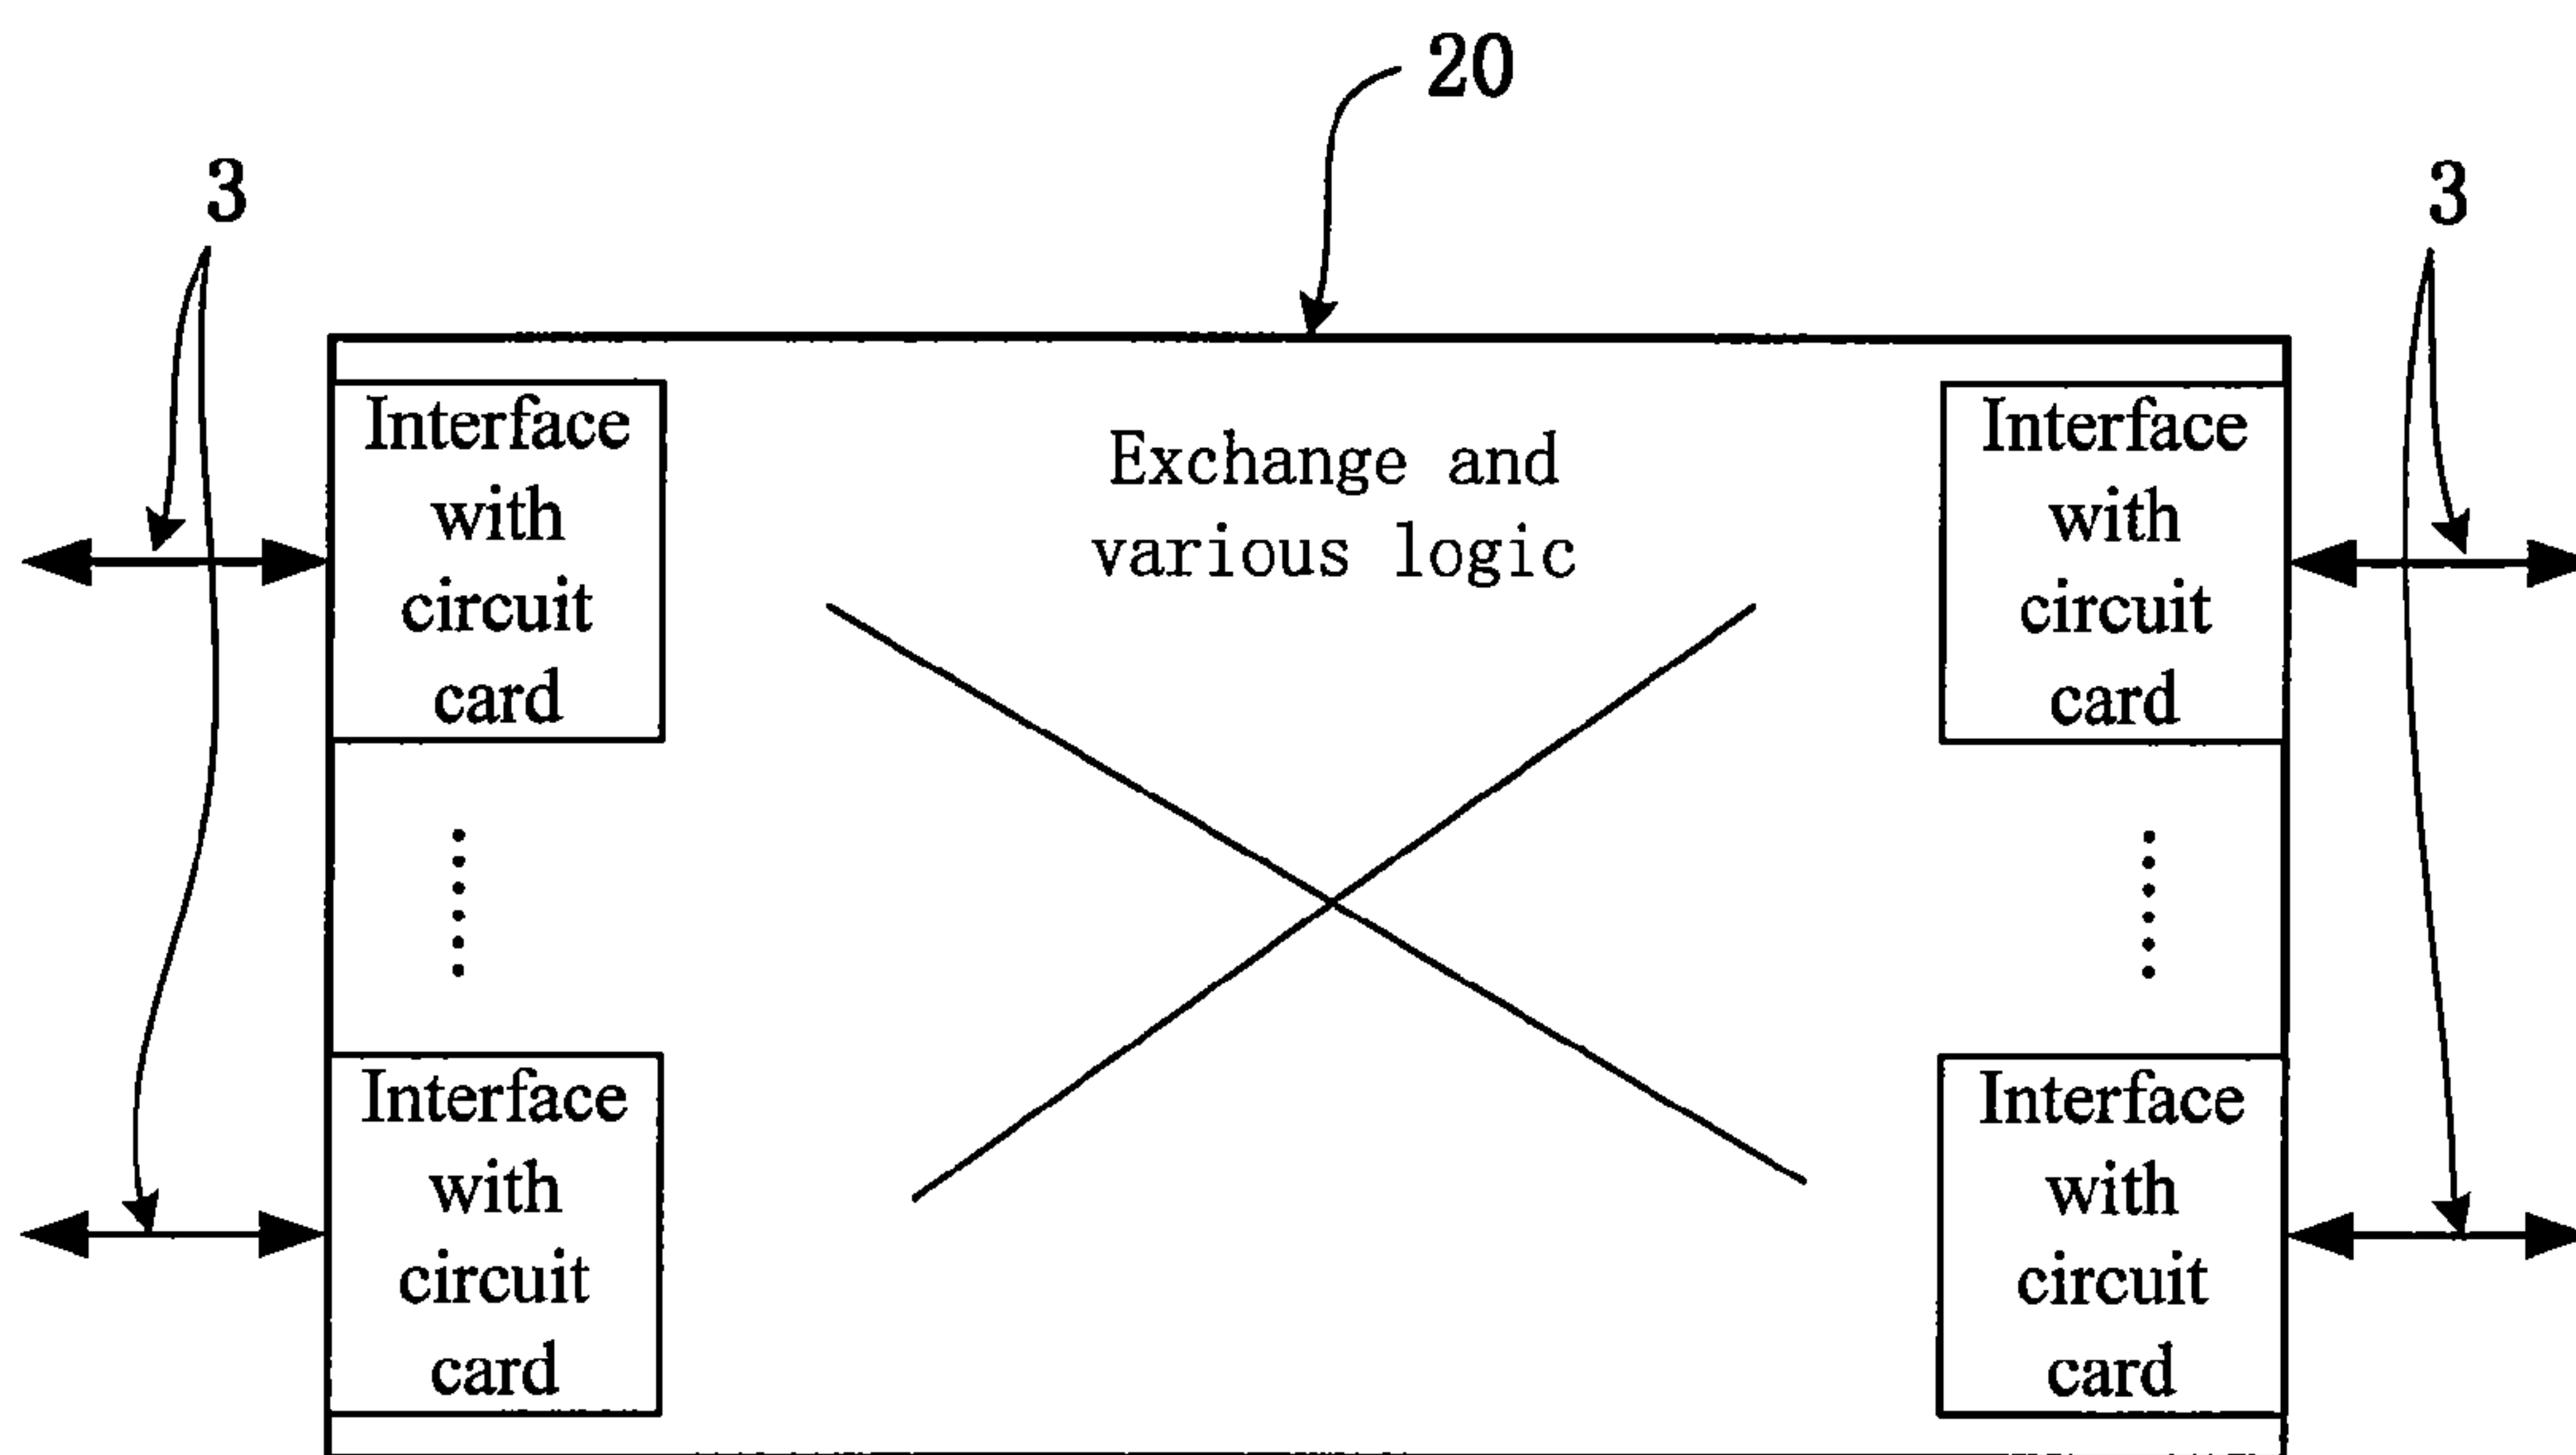 20
3
3
Interface
with
circuit
card
Exchange and
various logic
Interface
with
circuit
card
Interface
with
circuit
card
Interface
with
circuit
card